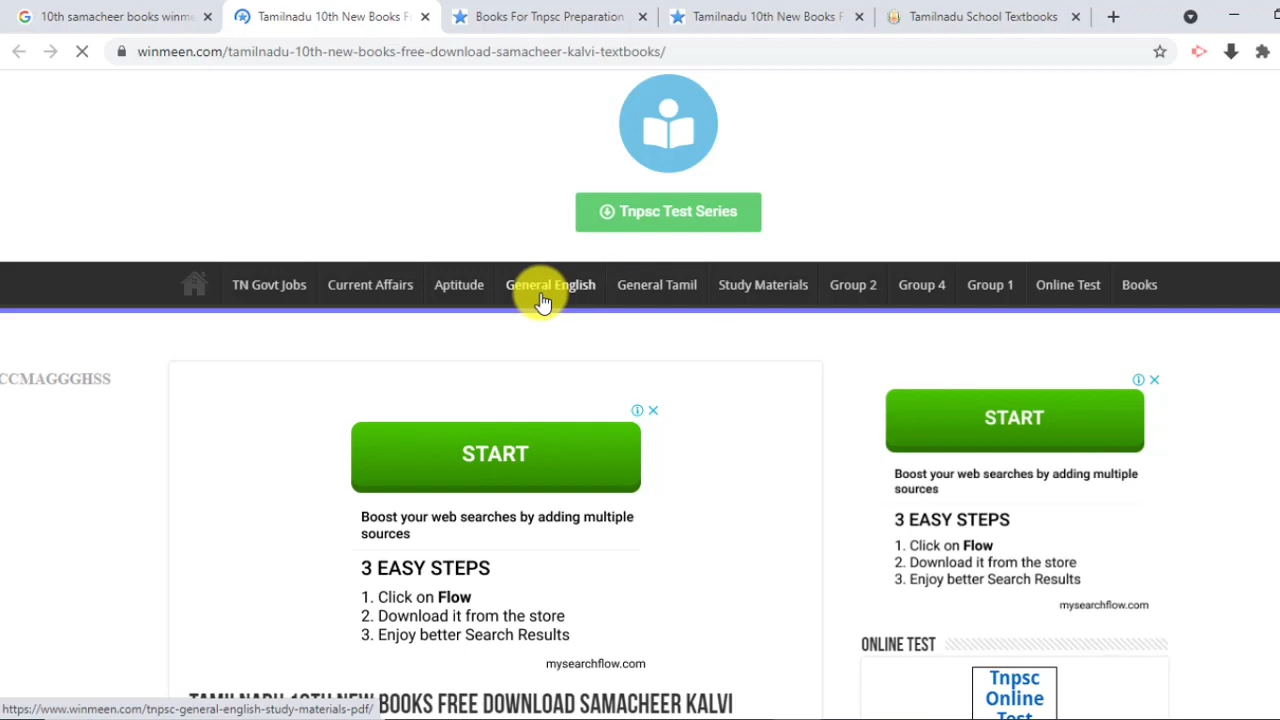 10th samacheer books winm
Tamilnadu 10th New Books F
Books For Tnpsc Preparation
Tamilnadu 10th New Books F
Tamilnadu School Textbooks
winmeen.com/tamilnadu-10th-new-books-free-download-samacheer-kalvi-textbooks/
Tnpsc Test Series
TN Govt Jobs
Current Affairs
Aptitude
General English
General Tamil
Study Materials
Group 2
Group 4
Group 1
Online Test
Books
CCMAGGGHSS
START
Boost your web searches by adding multiple
sources
3 EASY STEPS
1. Click on Flow
2. Download it from the store
3. Enjoy better Search Results
mysearchflow.com
TAMILNADU 10TH NEW BOOKS FREE DOWNLOAD SAMACHEER KALVI
START
Boost your web searches by adding multiple
sources
3 EASY STEPS
1. Click on Flow
2. Download it from the store
3. Enjoy better Search Results
mysearchflow.com
ONLINE TEST
Tnpsc
Online
Test
https://www.winmeen.com/tnpsc-general-english-study-materials-pdf/